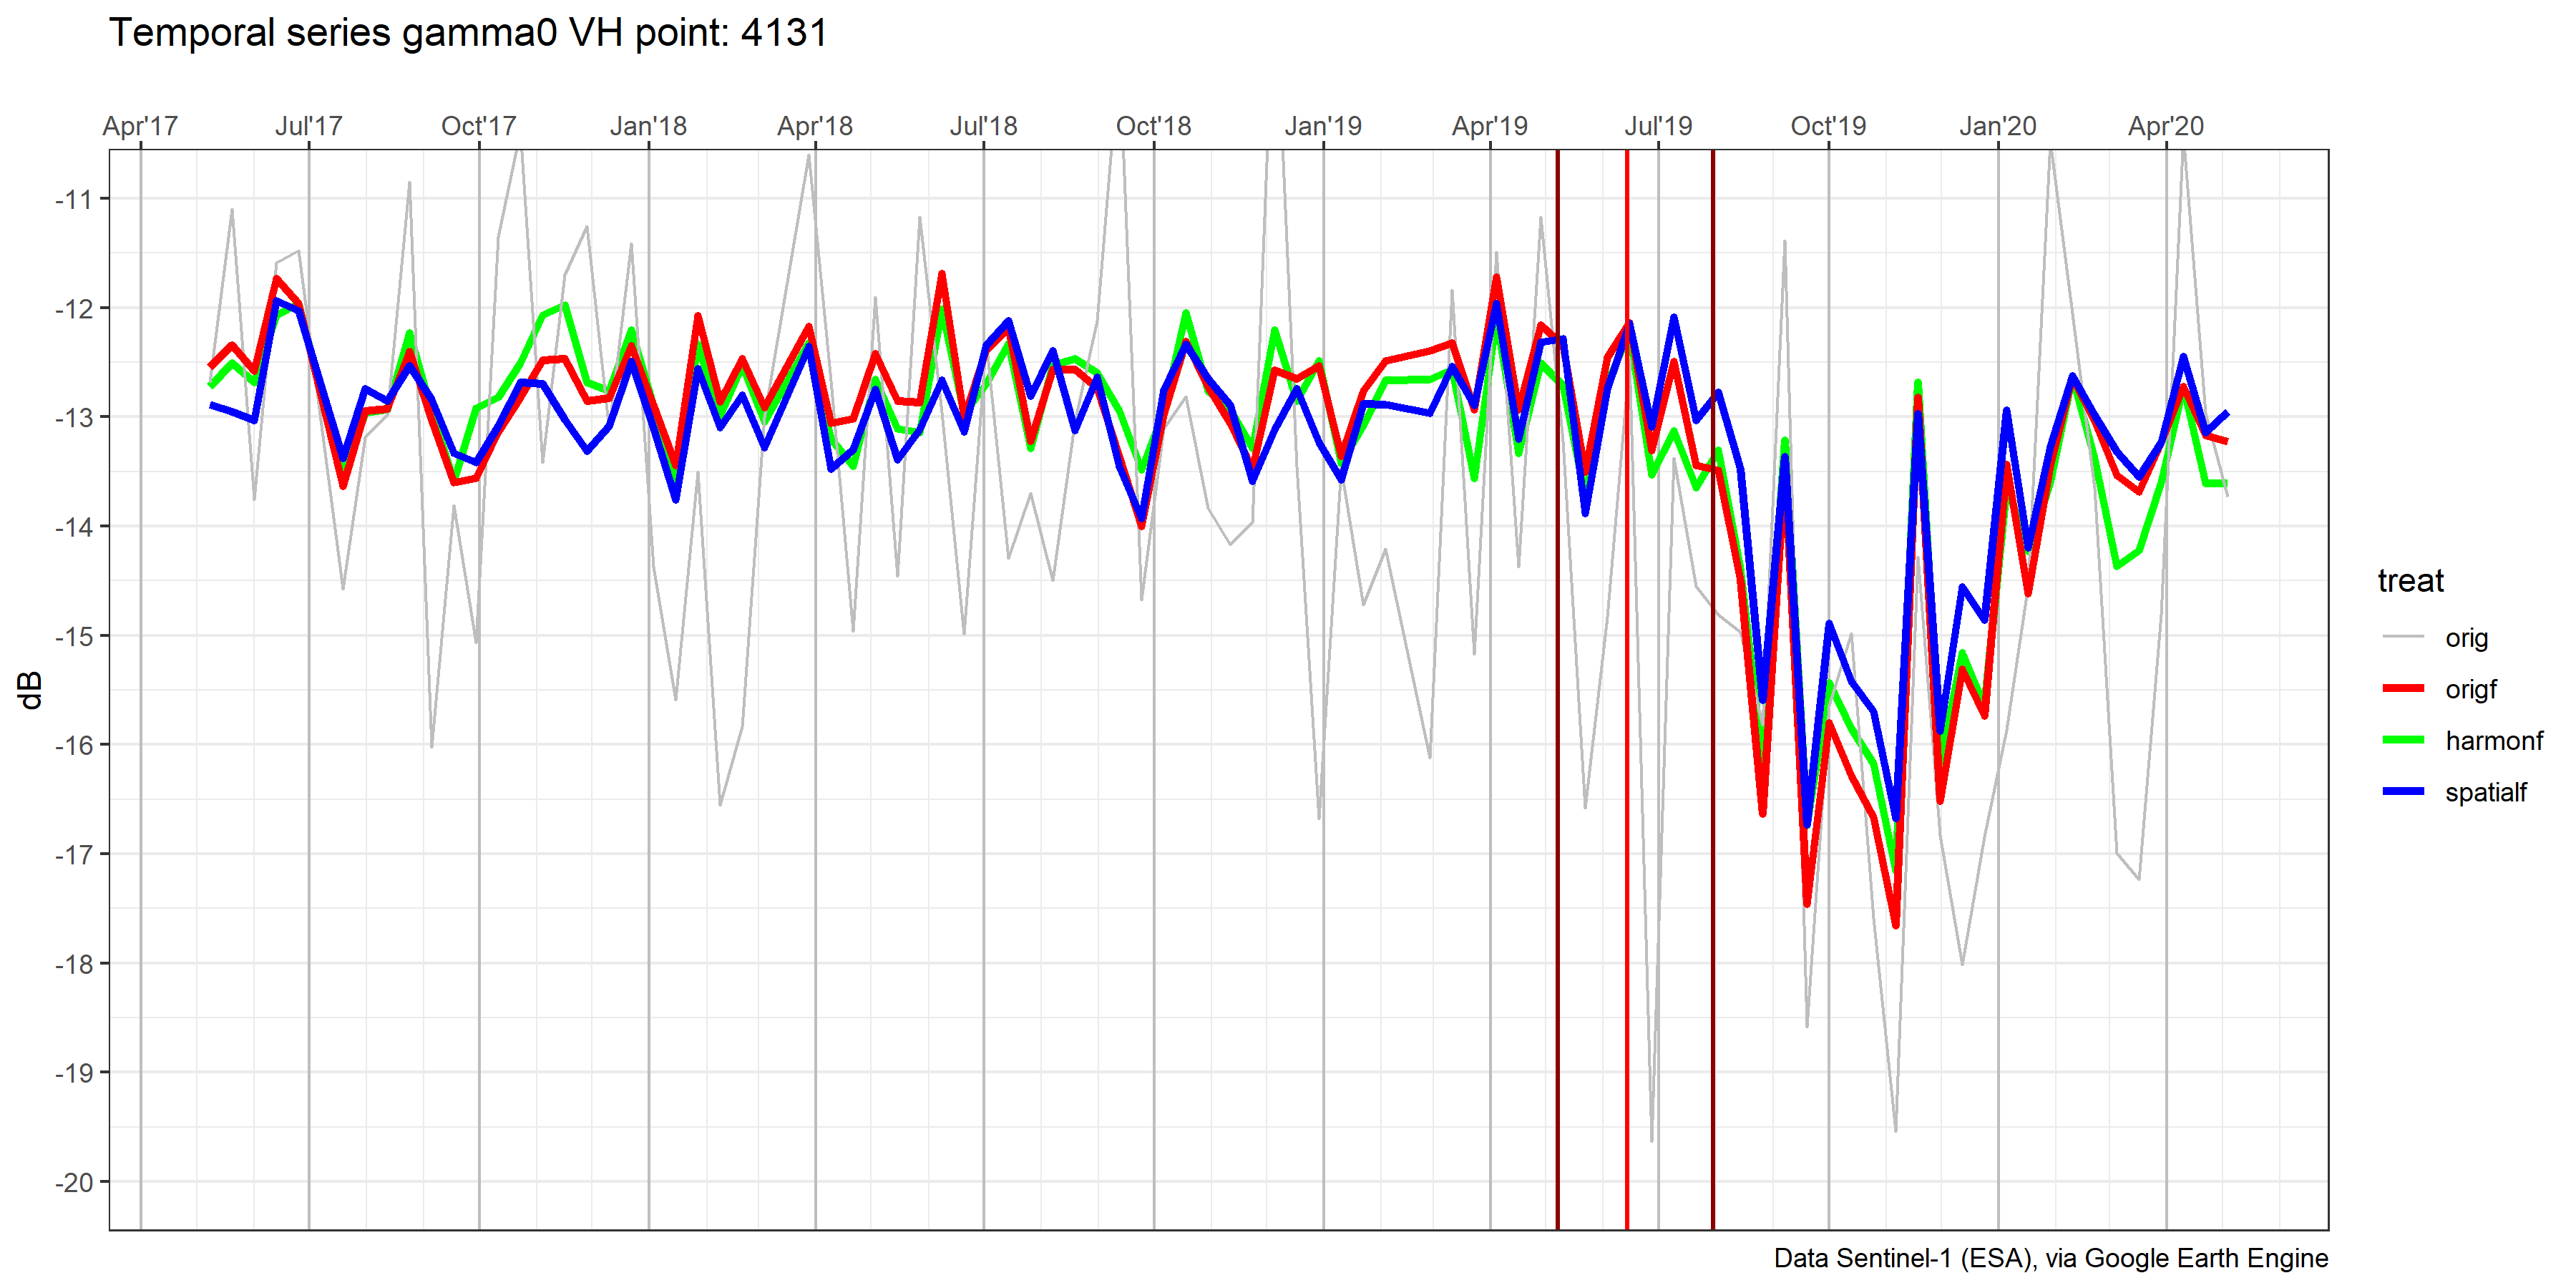 Temporal series gamma0 VH point: 4131
Apr'17 Jul'17 Oct'17 Jan'18 Apr'18 Jul'18 Oct'18 Jan'19 Apr'19 Jul'19 Oct'19 Jan'20 Apr'20
-11
-12
-13
-14
-15
-16
-17
-18
-19
-20
dB
treat
orig
origf
harmonf
spatialf
Data Sentinel-1 (ESA), via Google Earth Engine